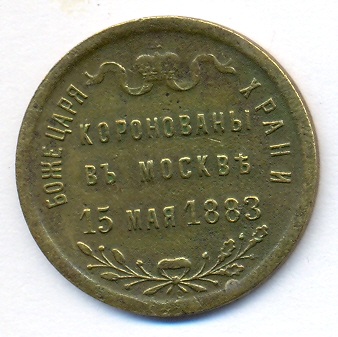 БОЖЕ ЦАРЯ ХРАНИ
КОРОНОВАНЫ
ВЪ МОСКВѢ
15 МАЯ 1883